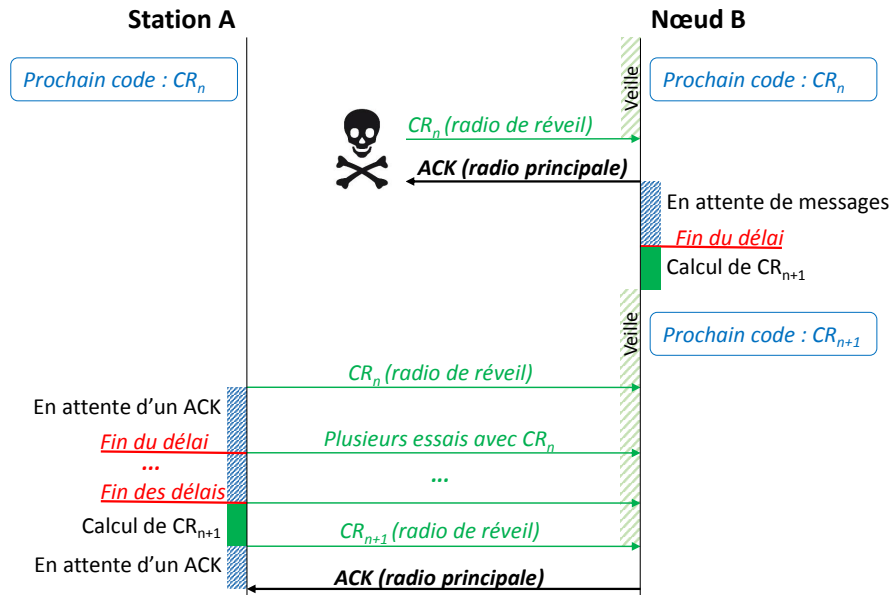 Station A
Nœud B
Prochain code : CRn
Veille
Prochain code : CRn
CRn (radio de réveil)
ACK (radio principale)
En attente de messages
Fin du délai
Calcul de CRn+1
Veille
Prochain code : CRn+1
CRn (radio de réveil)
En attente d'un ACK
Fin du délai
Plusieurs essais avec CRn
...
...
Fin des délais
Calcul de CRn+1
CRn+1 (radio de réveil)
En attente d'un ACK
ACK (radio principale)